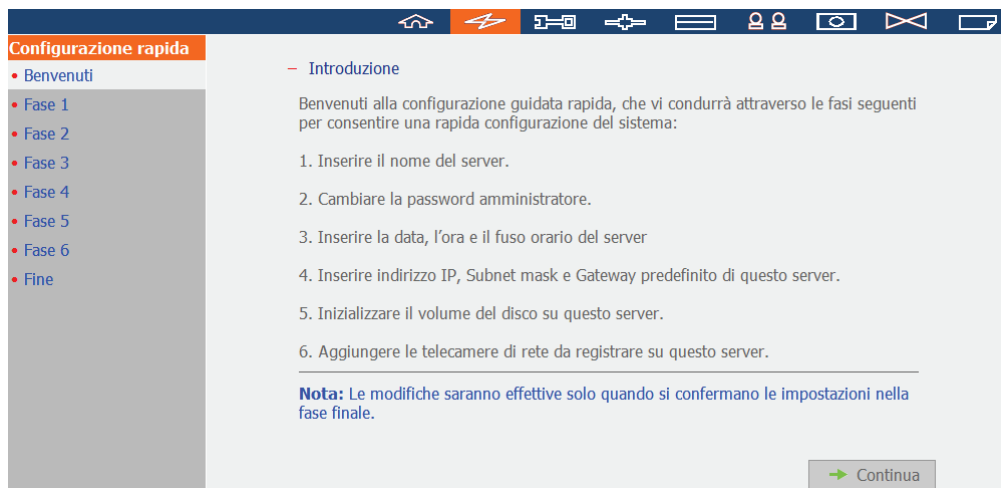 Configurazione rapida
• Benvenuti
• Fase 1
• Fase 2
• Fase 3
• Fase 4
• Fase 5
• Fase 6
• Fine
– Introduzione
Benvenuti alla configurazione guidata rapida, che vi condurrà attraverso le fasi seguenti
per consentire una rapida configurazione del sistema:
1. Inserire il nome del server.
2. Cambiare la password amministratore.
3. Inserire la data, l'ora e il fuso orario del server
4. Inserire indirizzo IP, Subnet mask e Gateway predefinito di questo server.
5. Inizializzare il volume del disco su questo server.
6. Aggiungere le telecamere di rete da registrare su questo server.
Nota: Le modifiche saranno effettive solo quando si confermano le impostazioni nella
fase finale.
Continua